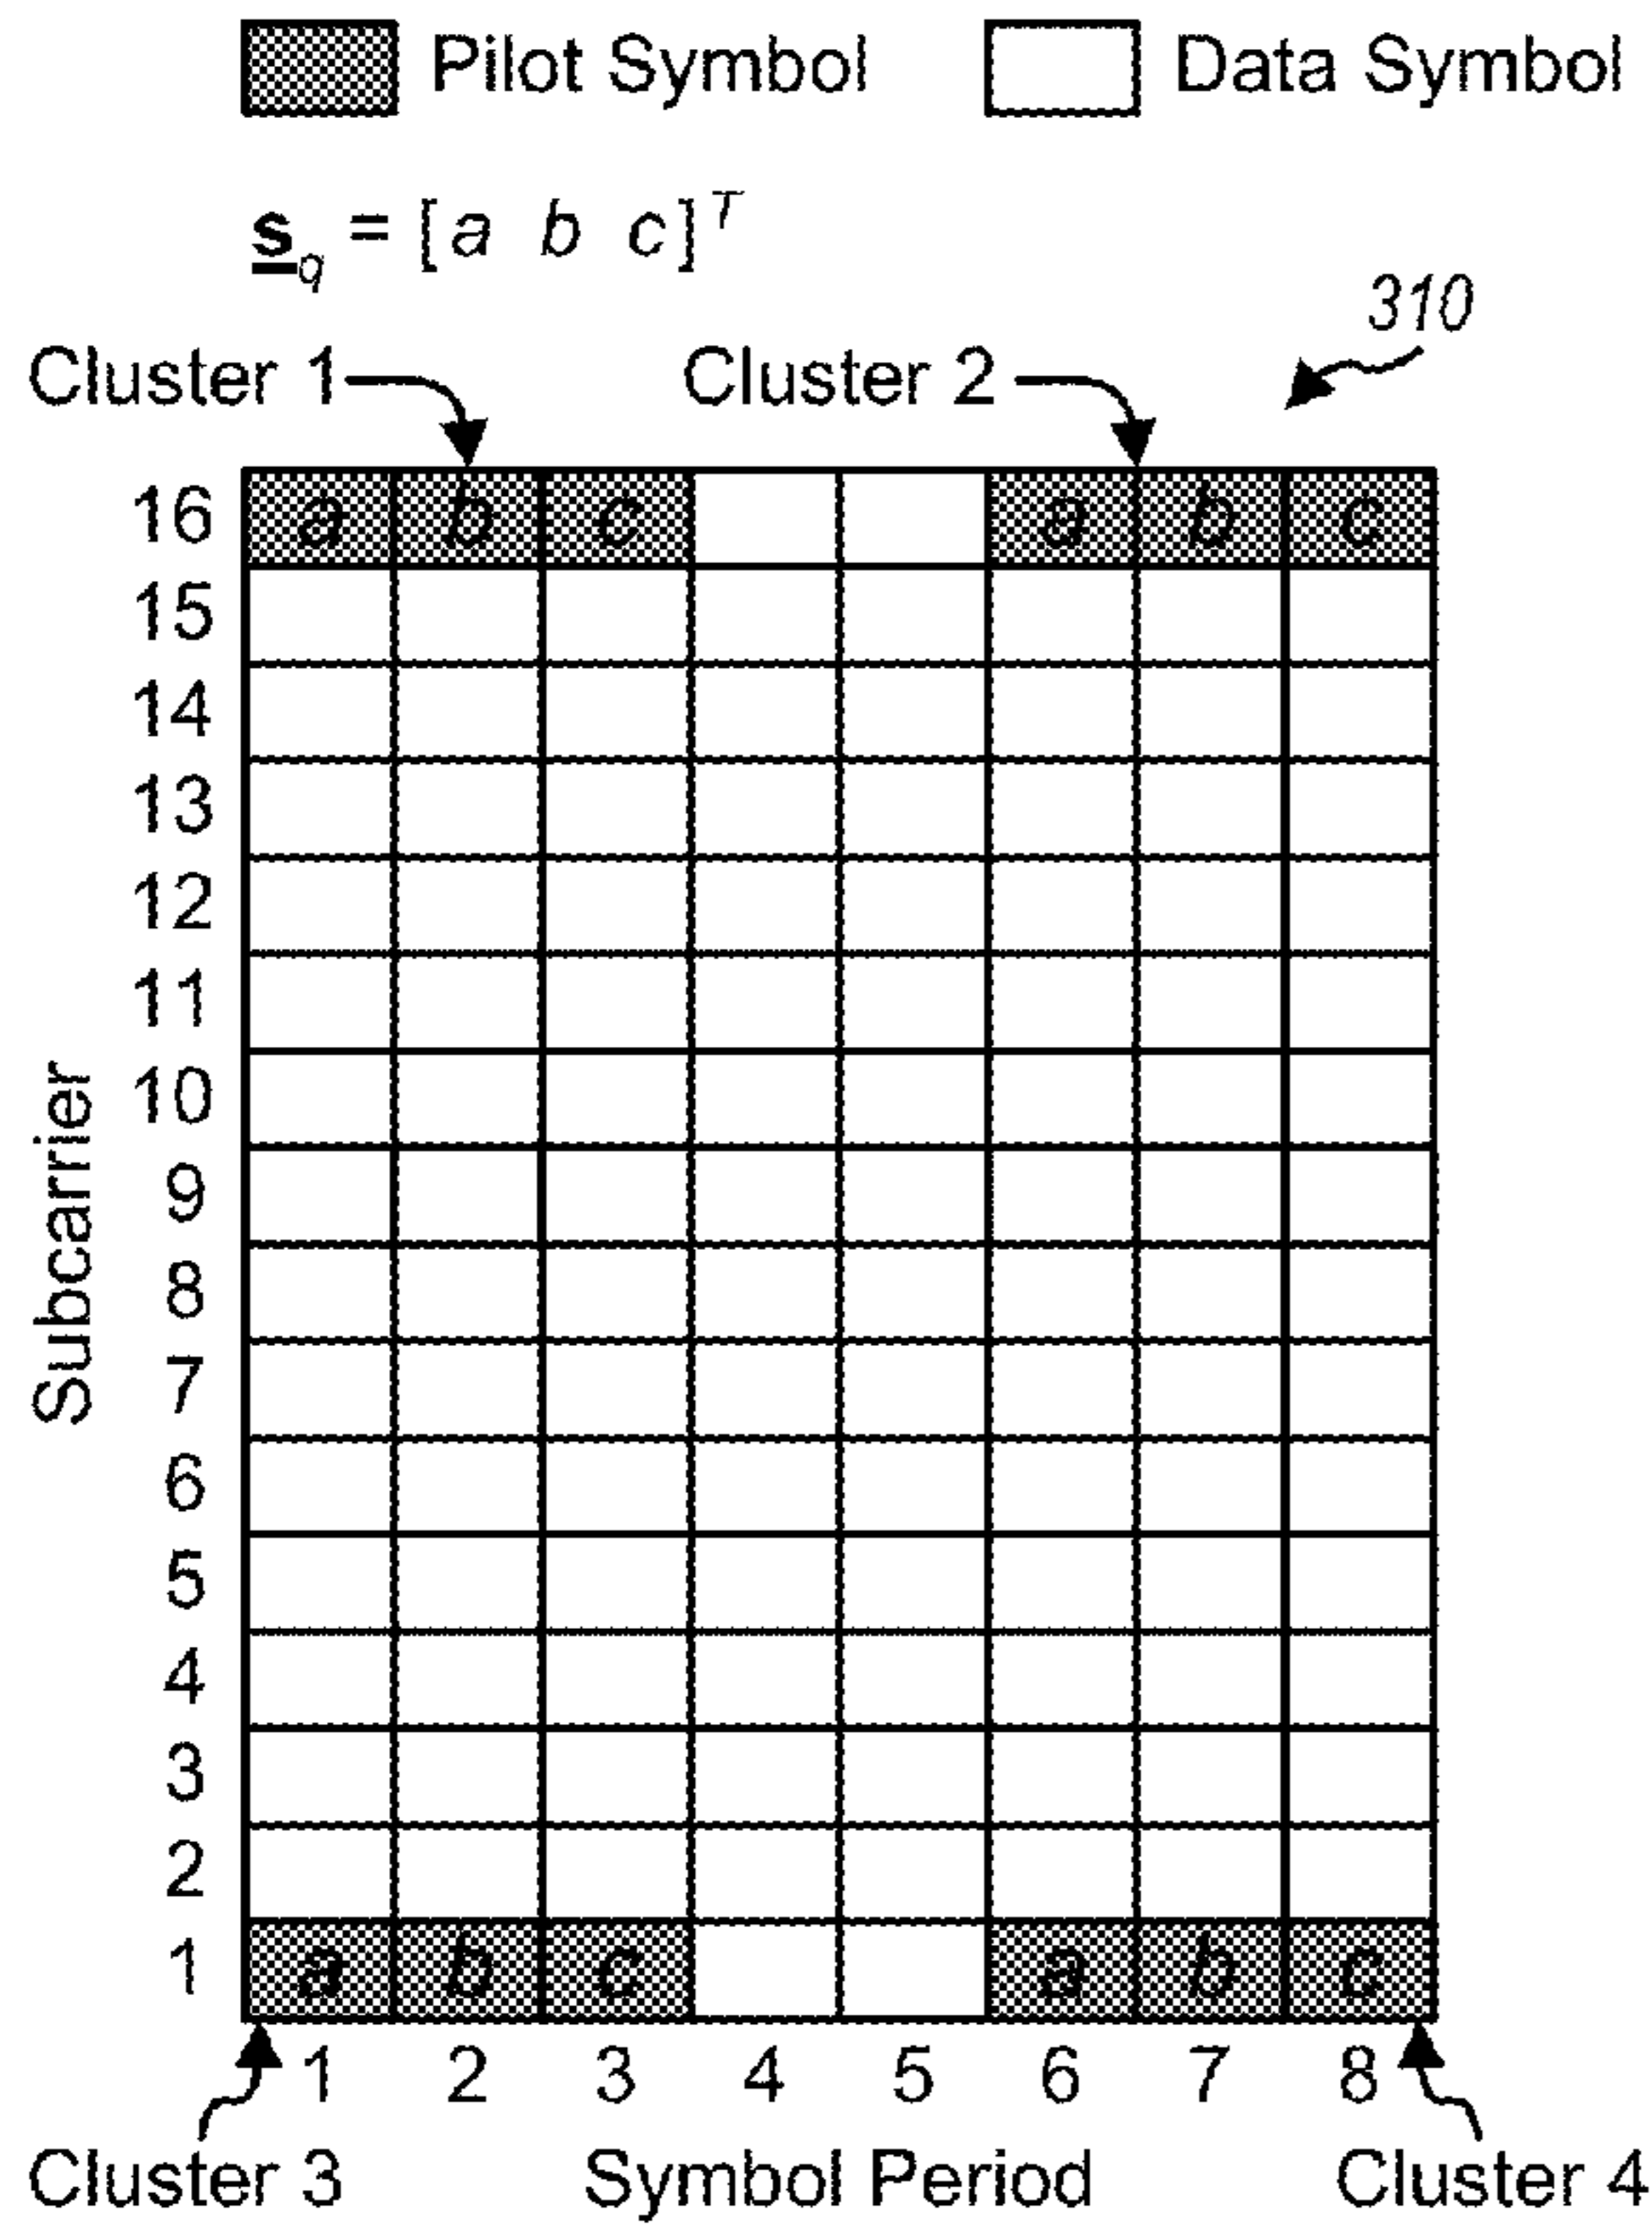 Pilot Symbol Data Symbol
s_q = [a b c]^T
310
Cluster 1 Cluster 2
16 a b c a b c
15
14
13
12
11
10
9
8
7
6
5
4
3
2
1 a b c a b c
Subcarrier
1 2 3 4 5 6 7 8
Cluster 3 Symbol Period Cluster 4